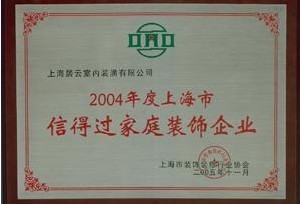 上海居云室内装潢有限公司
2004年度上海市
信得过家庭装饰企业
上海市装饰装修行业协会
二〇〇五年十一月